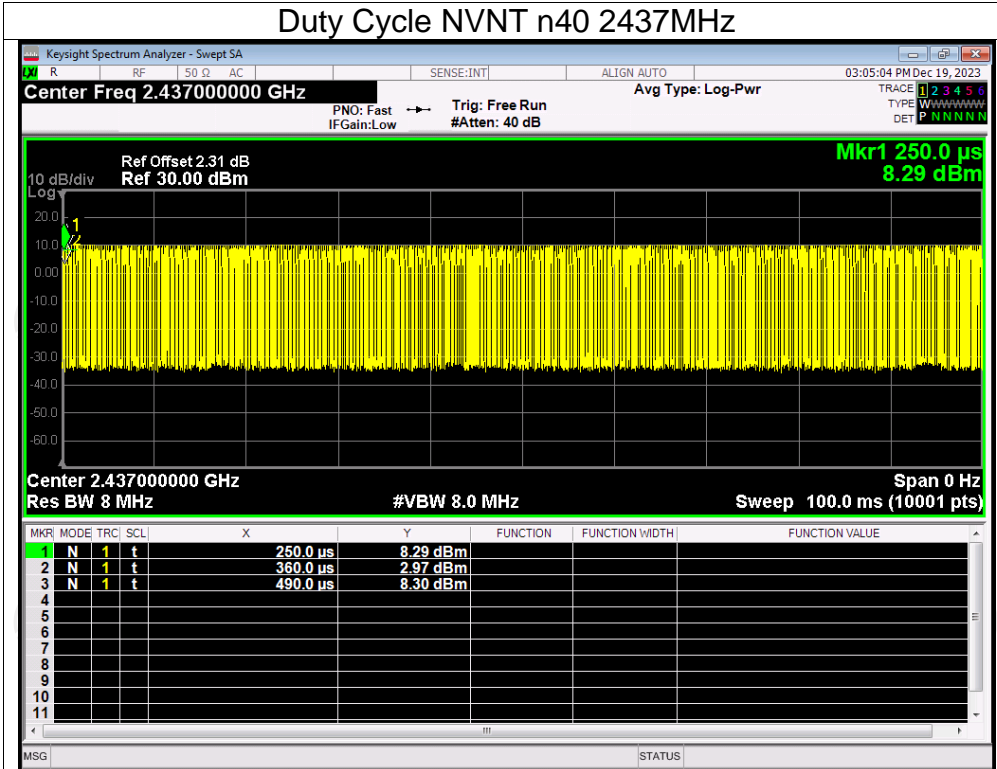 Duty Cycle NVNT n40 2437MHz
Keysight Spectrum Analyzer - Swept SA
LXI R RF 50 Ω AC SENSE:INT ALIGN AUTO 03:05:04 PM Dec 19, 2023
Center Freq 2.437000000 GHz Avg Type: Log-Pwr TRACE 1 2 3 4 5 6
PNO: Fast Trig: Free Run TYPE WWWWWW
IFGain:Low #Atten: 40 dB DET P N N N N N
Mkr1 250.0 µs
Ref Offset 2.31 dB
10 dB/div Ref 30.00 dBm 8.29 dBm
Log
20.0
1
2
10.0
0.00
-10.0
-20.0
-30.0
-40.0
-50.0
-60.0
Center 2.437000000 GHz Span 0 Hz
Res BW 8 MHz #VBW 8.0 MHz Sweep 100.0 ms (10001 pts)
MKR MODE TRC SCL X Y FUNCTION FUNCTION WIDTH FUNCTION VALUE
1 N 1 t 250.0 µs 8.29 dBm
2 N 1 t 360.0 µs 2.97 dBm
3 N 1 t 490.0 µs 8.30 dBm
4
5
6
7
8
9
10
11
MSG STATUS